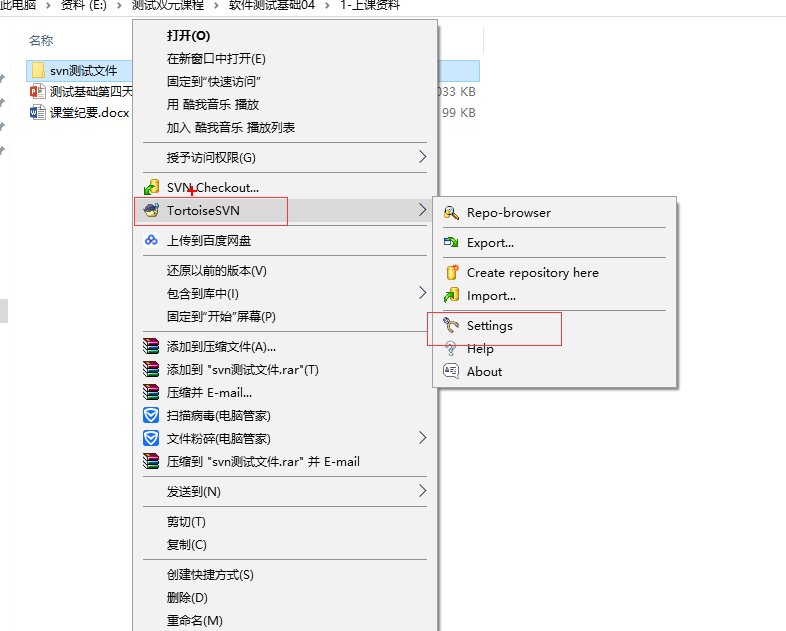 此电脑 > 资料 (E:) > 测试双元课程 > 软件测试基础04 > 1-上课资料
名称
svn测试文件
测试基础第四天
033 KB
课堂纪要.docx
99 KB
打开(O)
在新窗口中打开(E)
固定到"快速访问"
用 酷我音乐 播放
加入 酷我音乐 播放列表
授予访问权限(G)
SVN Checkout...
TortoiseSVN
上传到百度网盘
还原以前的版本(V)
包含到库中(I)
固定到"开始"屏幕(P)
添加到压缩文件(A)...
添加到 "svn测试文件.rar"(T)
压缩并 E-mail...
扫描病毒(电脑管家)
文件粉碎(电脑管家)
压缩到 "svn测试文件.rar" 并 E-mail
发送到(N)
剪切(T)
复制(C)
创建快捷方式(S)
删除(D)
重命名(M)
Repo-browser
Export...
Create repository here
Import...
Settings
Help
About